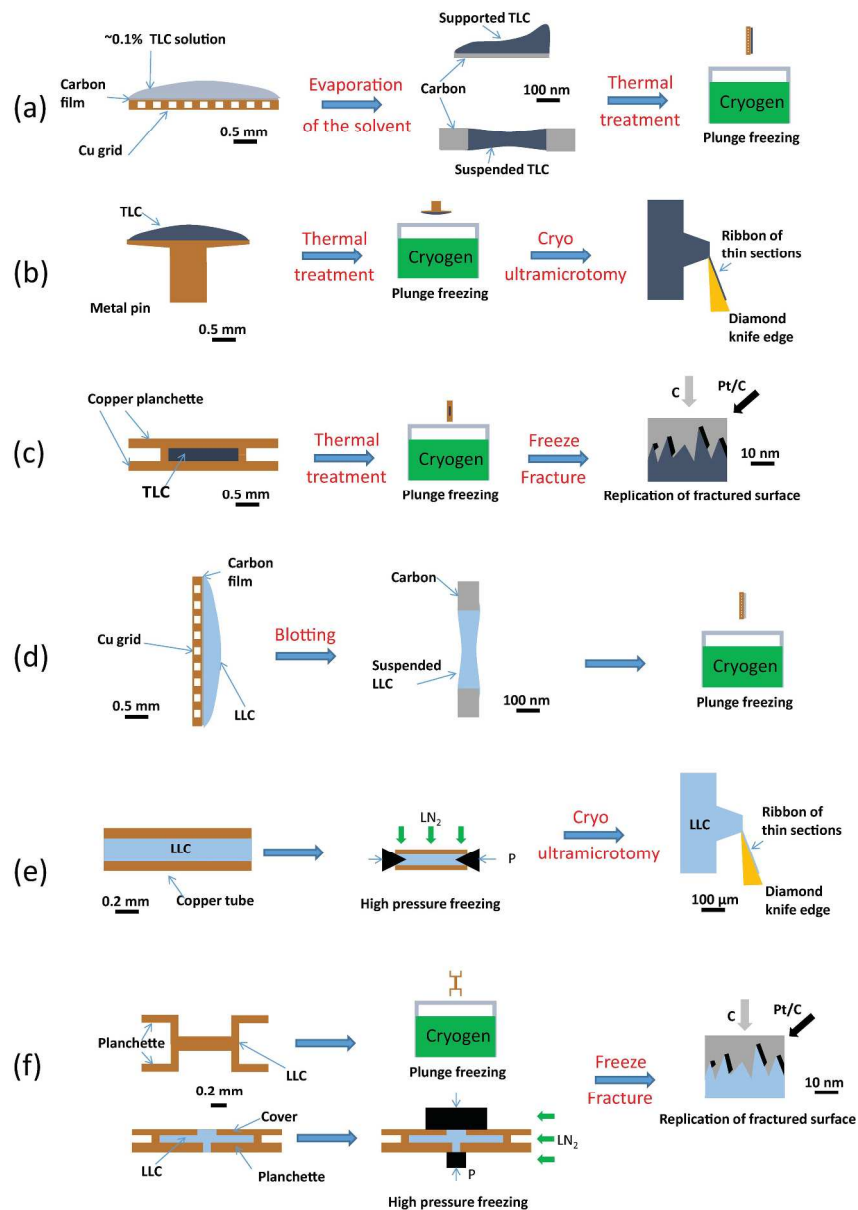 (a)
~0.1% TLC solution
Carbon
film
Cu grid
0.5 mm
Evaporation
of the solvent
Supported TLC
Carbon
100 nm
Suspended TLC
Thermal
treatment
Cryogen
Plunge freezing
(b)
TLC
Metal pin
0.5 mm
Thermal
treatment
Cryogen
Plunge freezing
Cryo
ultramicrotomy
Ribbon of
thin sections
Diamond
knife edge
(c)
Copper planchette
TLC
0.5 mm
Thermal
treatment
Cryogen
Plunge freezing
Freeze
Fracture
C
Pt/C
10 nm
Replication of fractured surface
(d)
Carbon
film
Cu grid
0.5 mm
LLC
Blotting
Carbon
Suspended
LLC
100 nm
Cryogen
Plunge freezing
(e)
LLC
0.2 mm
Copper tube
LN2
P
High pressure freezing
Cryo
ultramicrotomy
LLC
Ribbon of
thin sections
100 µm
Diamond
knife edge
(f)
Planchette
LLC
0.2 mm
Cover
LLC
Planchette
Cryogen
Plunge freezing
LN2
P
High pressure freezing
Freeze
Fracture
C
Pt/C
10 nm
Replication of fractured surface